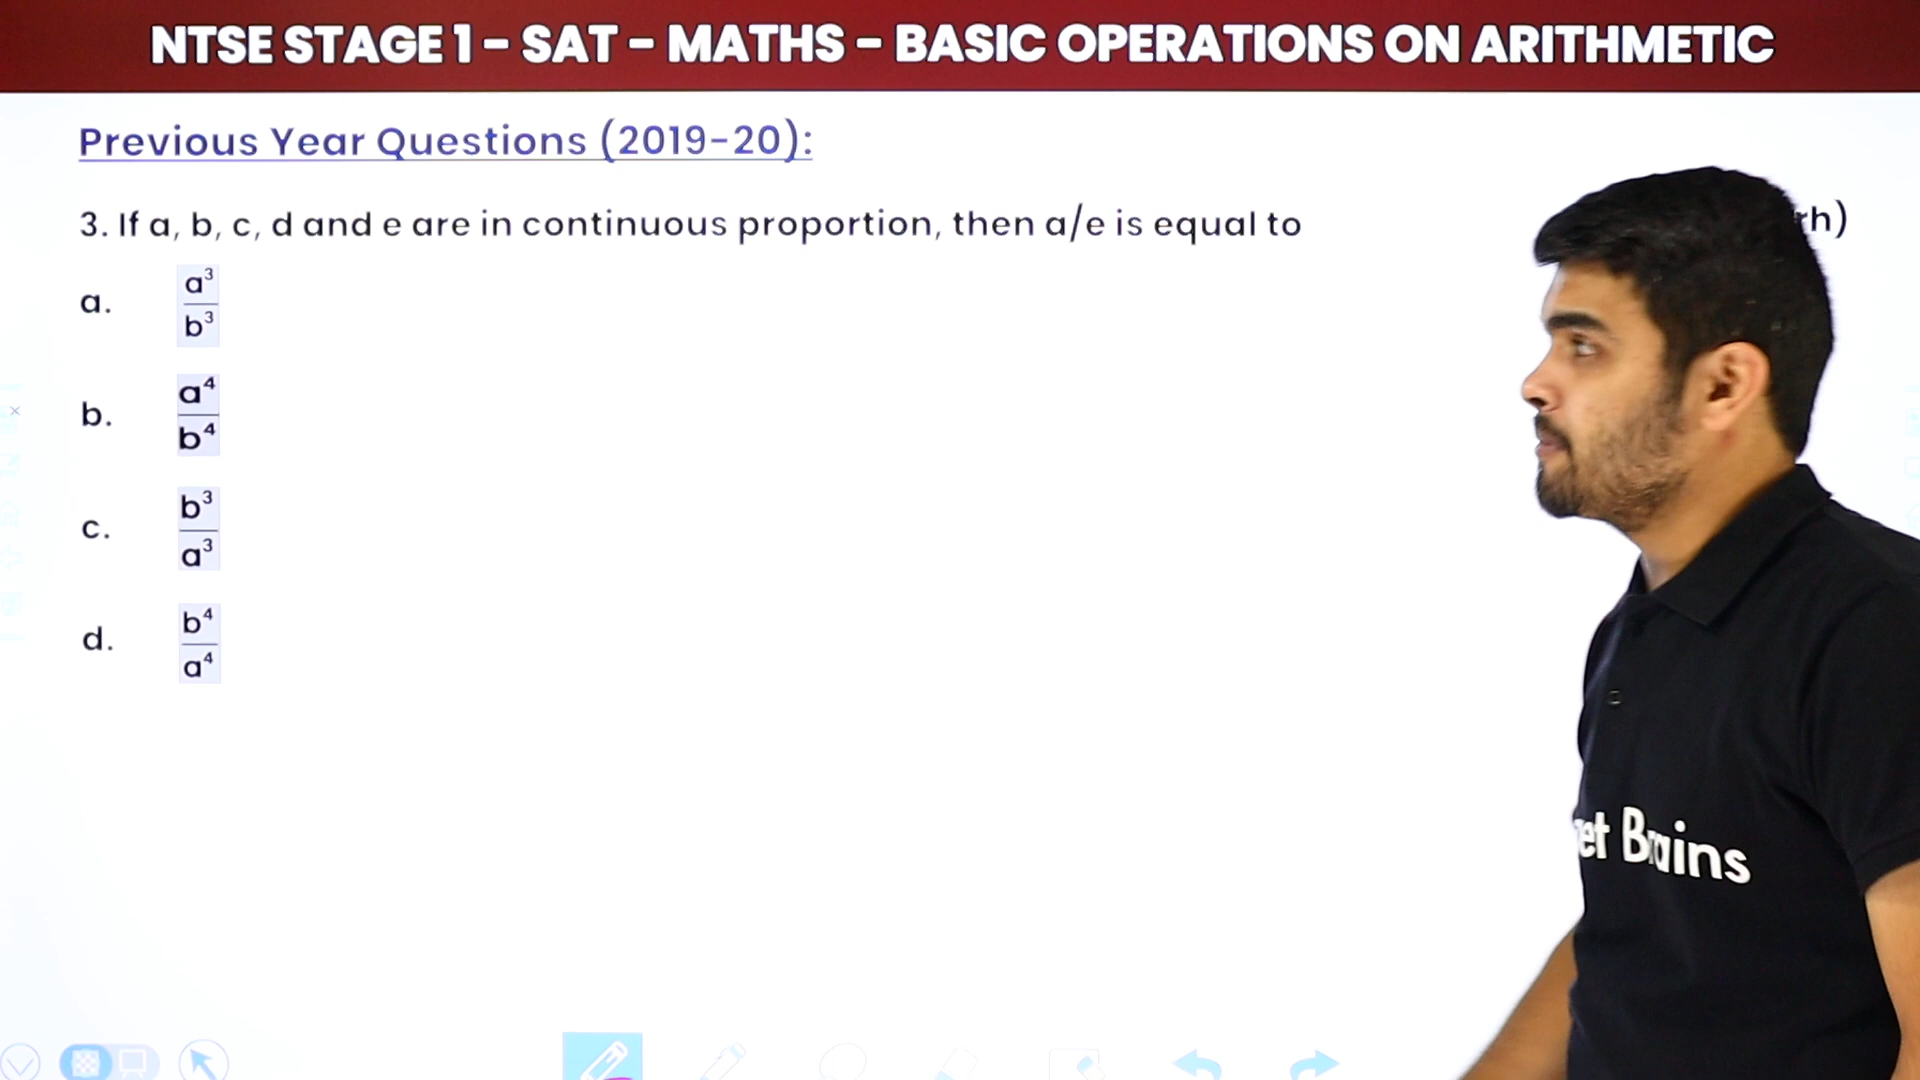 NTSE STAGE 1 - SAT - MATHS - BASIC OPERATIONS ON ARITHMETIC
Previous Year Questions (2019-20):
3. If a, b, c, d and e are in continuous proportion, then a/e is equal to
a. a³/b³
b. a⁴/b⁴
c. b³/a³
d. b⁴/a⁴
Brains